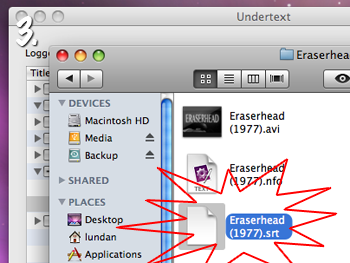 3.
Undertext
Logge
Eraserhead
Title
DEVICES
Macintosh HD
Media
Backup
SHARED
PLACES
Desktop
lundan
Applications
ERASERHEAD
Eraserhead
(1977).avi
TEXT
Eraserhead
(1977).nfo
Eraserhead
(1977).srt